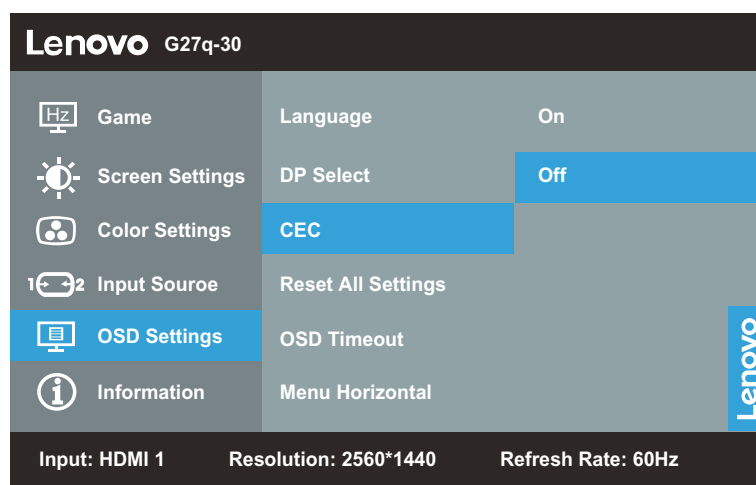 Lenovo G27q-30
Hz Game
Language
On
Screen Settings
DP Select
Off
Color Settings
CEC
1 2 Input Souroe
Reset All Settings
OSD Settings
OSD Timeout
Information
Menu Horizontal
Lenovo
Input: HDMI 1 Resolution: 2560*1440 Refresh Rate: 60Hz